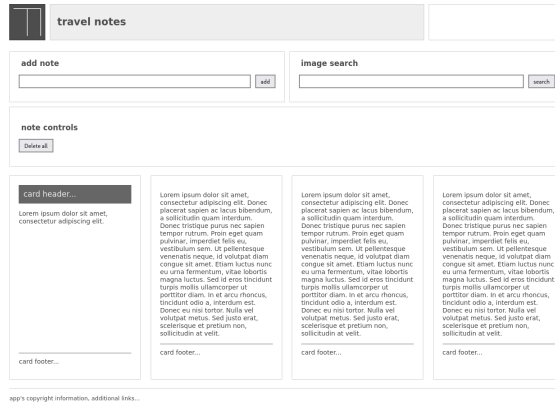 travel notes
add note
add
image search
search
note controls
Delete all
card header...
Lorem ipsum dolor sit amet,
consectetur adipiscing elit.
card footer...
Lorem ipsum dolor sit amet,
consectetur adipiscing elit. Donec
placerat sapien ac lacus bibendum,
a sollicitudin quam interdum.
Donec tristique purus nec sapien
tempor rutrum. Proin eget quam
pulvinar, imperdiet felis eu,
vestibulum sem. Ut pellentesque
venenatis neque, id volutpat diam
congue sit amet. Etiam luctus nunc
eu urna fermentum, vitae lobortis
magna luctus. Sed id eros tincidunt
turpis mollis ullamcorper ut
porttitor diam. In et arcu rhoncus,
tincidunt odio a, interdum est.
Donec eu nisi tortor. Nulla vel
volutpat metus. Sed justo erat,
scelerisque et pretium non,
sollicitudin at velit.
card footer...
Lorem ipsum dolor sit amet,
consectetur adipiscing elit. Donec
placerat sapien ac lacus bibendum,
a sollicitudin quam interdum.
Donec tristique purus nec sapien
tempor rutrum. Proin eget quam
pulvinar, imperdiet felis eu,
vestibulum sem. Ut pellentesque
venenatis neque, id volutpat diam
congue sit amet. Etiam luctus nunc
eu urna fermentum, vitae lobortis
magna luctus. Sed id eros tincidunt
turpis mollis ullamcorper ut
porttitor diam. In et arcu rhoncus,
tincidunt odio a, interdum est.
Donec eu nisi tortor. Nulla vel
volutpat metus. Sed justo erat,
scelerisque et pretium non,
sollicitudin at velit.
card footer...
Lorem ipsum dolor sit amet,
consectetur adipiscing elit. Donec
placerat sapien ac lacus bibendum,
a sollicitudin quam interdum.
Donec tristique purus nec sapien
tempor rutrum. Proin eget quam
pulvinar, imperdiet felis eu,
vestibulum sem. Ut pellentesque
venenatis neque, id volutpat diam
congue sit amet. Etiam luctus nunc
eu urna fermentum, vitae lobortis
magna luctus. Sed id eros tincidunt
turpis mollis ullamcorper ut
porttitor diam. In et arcu rhoncus,
tincidunt odio a, interdum est.
Donec eu nisi tortor. Nulla vel
volutpat metus. Sed justo erat,
scelerisque et pretium non,
sollicitudin at velit.
card footer...
app's copyright information, additional links...